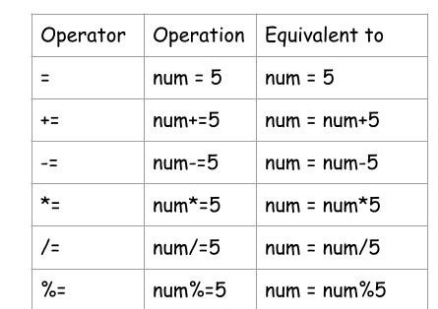 Operator Operation Equivalent to
= num = 5 num = 5
+= num+=5 num = num+5
-= num-=5 num = num-5
*= num*=5 num = num*5
/= num/=5 num = num/5
%= num%=5 num = num%5